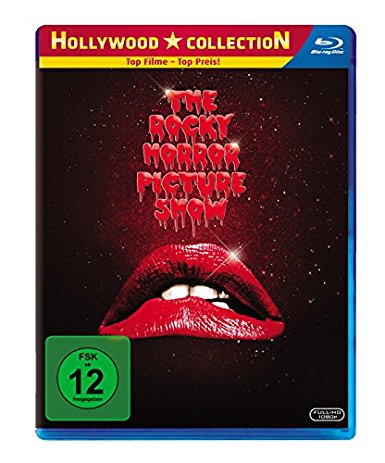 HOLLYWOOD ★ COLLECTION
Blu-ray Disc
Top Filme – Top Preis!
THE
ROCKY
HORROR
PICTURE
SHOW
FSK
ab
12
freigegeben
FULL-HD
1080p